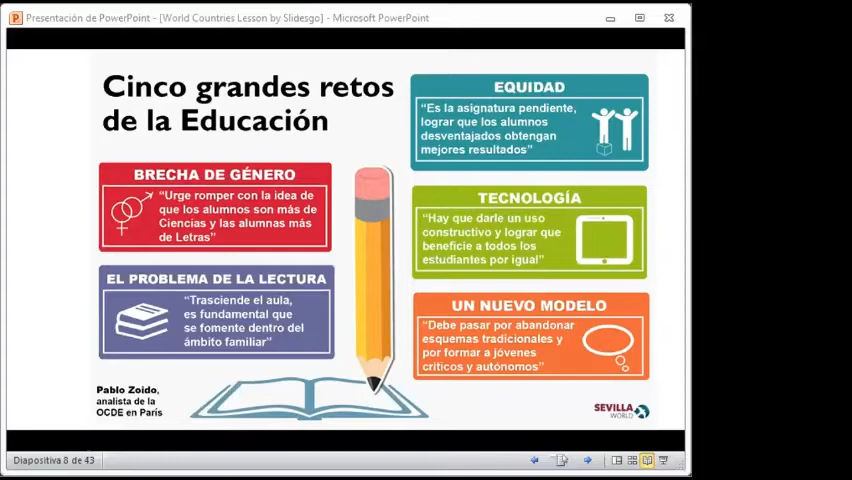 Presentación de PowerPoint - [World Countries Lesson by Slidesgo] - Microsoft PowerPoint
Cinco grandes retos
de la Educación
BRECHA DE GÉNERO
“Urge romper con la idea de
que los alumnos son más de
Ciencias y las alumnas más
de Letras”
EL PROBLEMA DE LA LECTURA
“Trasciende el aula,
es fundamental que
se fomente dentro del
ámbito familiar”
Pablo Zoido,
analista de la
OCDE en París
EQUIDAD
“Es la asignatura pendiente,
lograr que los alumnos
desventajados obtengan
mejores resultados”
TECNOLOGÍA
“Hay que darle un uso
constructivo y lograr que
beneficie a todos los
estudiantes por igual”
UN NUEVO MODELO
“Debe pasar por abandonar
esquemas tradicionales y
por formar a jóvenes
críticos y autónomos”
SEVILLA
WORLD
Diapositiva 8 de 43